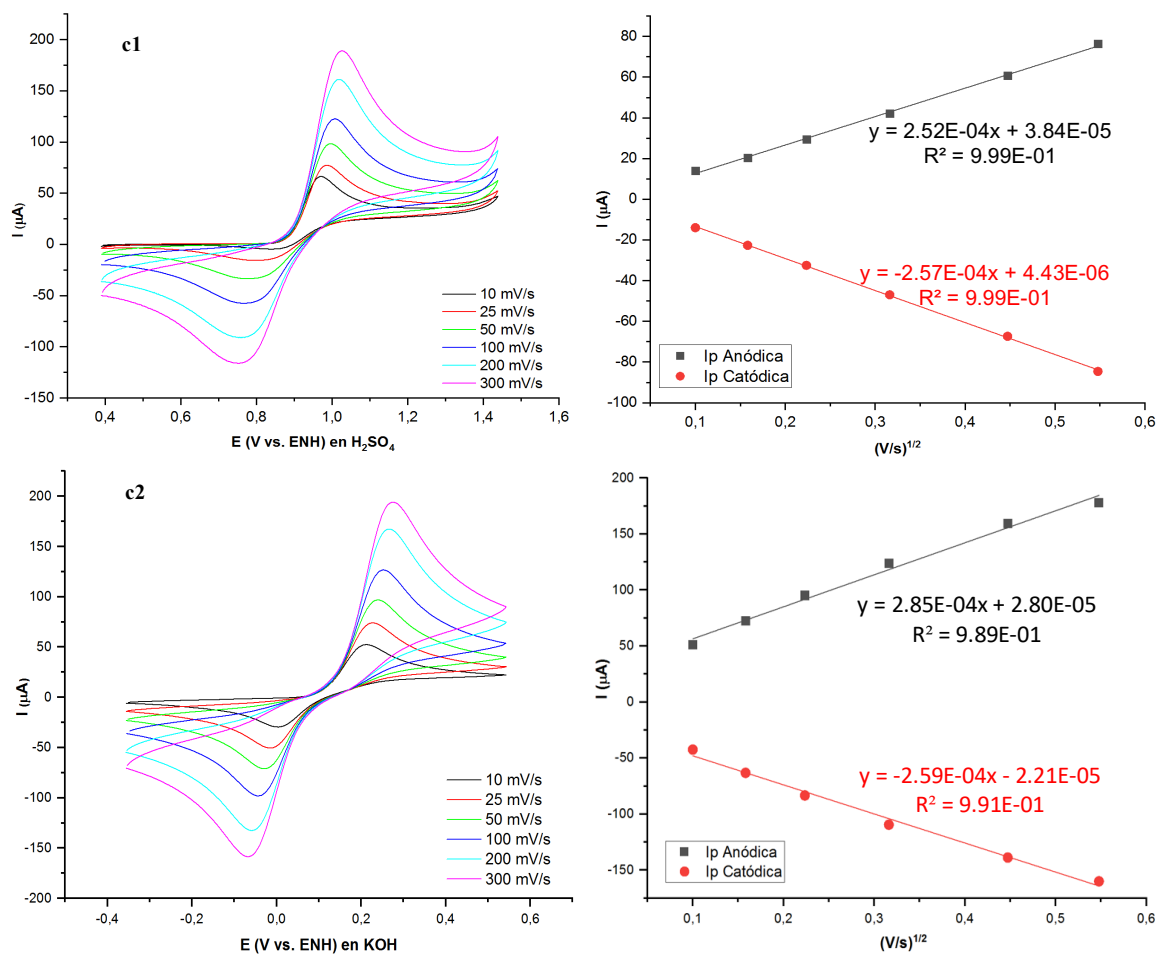 c1
200
150
100
50
0
-50
-100
-150
I (µA)
0,4
0,6
0,8
1,0
1,2
1,4
1,6
E (V vs. ENH) en H₂SO₄
10 mV/s
25 mV/s
50 mV/s
100 mV/s
200 mV/s
300 mV/s
80
60
40
20
0
-20
-40
-60
-80
-100
I (µA)
y = 2.52E-04x + 3.84E-05
R² = 9.99E-01
y = -2.57E-04x + 4.43E-06
R² = 9.99E-01
Ip Anódica
Ip Catódica
0,1
0,2
0,3
0,4
0,5
0,6
(V/s)¹ᐟ²
c2
200
150
100
50
0
-50
-100
-150
-200
I (µA)
10 mV/s
25 mV/s
50 mV/s
100 mV/s
200 mV/s
300 mV/s
-0,4
-0,2
0,0
0,2
0,4
0,6
E (V vs. ENH) en KOH
200
150
100
50
0
-50
-100
-150
I (µA)
y = 2.85E-04x + 2.80E-05
R² = 9.89E-01
y = -2.59E-04x - 2.21E-05
R² = 9.91E-01
Ip Anódica
Ip Catódica
0,1
0,2
0,3
0,4
0,5
0,6
(V/s)¹ᐟ²